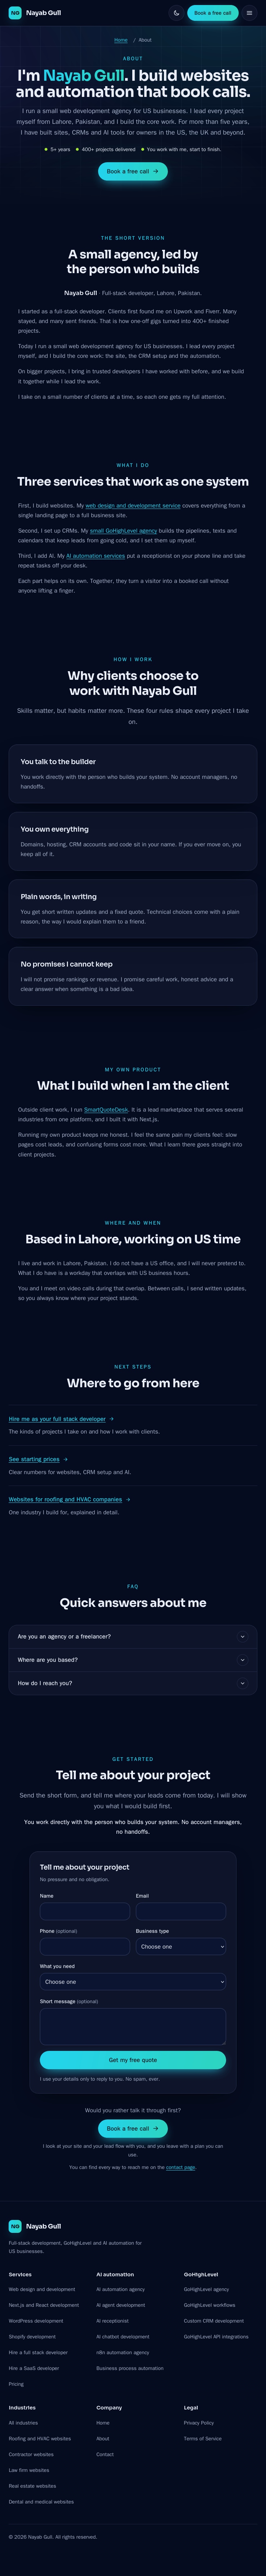 NG Nayab Gull
Book a free call
Home / About
ABOUT
I'm Nayab Gull. I build websites
and automation that book calls.
I run a small web development agency for US businesses. I lead every project
myself from Lahore, Pakistan, and I build the core work. For more than five years,
I have built sites, CRMs and AI tools for owners in the US, the UK and beyond.
5+ years 400+ projects delivered You work with me, start to finish.
Book a free call →
THE SHORT VERSION
A small agency, led by
the person who builds
Nayab Gull · Full-stack developer, Lahore, Pakistan.
I started as a full-stack developer. Clients first found me on Upwork and Fiverr. Many
stayed, and many sent friends. That is how one-off gigs turned into 400+ finished
projects.
Today I run a small web development agency for US businesses. I lead every project
myself, and I build the core work: the site, the CRM setup and the automation.
On bigger projects, I bring in trusted developers I have worked with before, and we build
it together while I lead the work.
I take on a small number of clients at a time, so each one gets my full attention.
WHAT I DO
Three services that work as one system
First, I build websites. My web design and development service covers everything from a
single landing page to a full business site.
Second, I set up CRMs. My small GoHighLevel agency builds the pipelines, texts and
calendars that keep leads from going cold, and I set them up myself.
Third, I add AI. My AI automation services put a receptionist on your phone line and take
repeat tasks off your desk.
Each part helps on its own. Together, they turn a visitor into a booked call without
anyone lifting a finger.
HOW I WORK
Why clients choose to
work with Nayab Gull
Skills matter, but habits matter more. These four rules shape every project I take
on.
You talk to the builder
You work directly with the person who builds your system. No account managers, no
handoffs.
You own everything
Domains, hosting, CRM accounts and code sit in your name. If you ever move on, you
keep all of it.
Plain words, in writing
You get short written updates and a fixed quote. Technical choices come with a plain
reason, the way I would explain them to a friend.
No promises I cannot keep
I will not promise rankings or revenue. I promise careful work, honest advice and a
clear answer when something is a bad idea.
MY OWN PRODUCT
What I build when I am the client
Outside client work, I run SmartQuoteDesk. It is a lead marketplace that serves several
industries from one platform, and I built it with Next.js.
Running my own product keeps me honest. I feel the same pain my clients feel: slow
pages cost leads, and confusing forms cost more. What I learn there goes straight into
client projects.
WHERE AND WHEN
Based in Lahore, working on US time
I live and work in Lahore, Pakistan. I do not have a US office, and I will never pretend to.
What I do have is a workday that overlaps with US business hours.
You and I meet on video calls during that overlap. Between calls, I send written updates,
so you always know where your project stands.
NEXT STEPS
Where to go from here
Hire me as your full stack developer →
The kinds of projects I take on and how I work with clients.
See starting prices →
Clear numbers for websites, CRM setup and AI.
Websites for roofing and HVAC companies →
One industry I build for, explained in detail.
FAQ
Quick answers about me
Are you an agency or a freelancer?
Where are you based?
How do I reach you?
GET STARTED
Tell me about your project
Send the short form, and tell me where your leads come from today. I will show
you what I would build first.
You work directly with the person who builds your system. No account managers,
no handoffs.
Tell me about your project
No pressure and no obligation.
Name Email
Phone (optional) Business type
Choose one
What you need
Choose one
Short message (optional)
Get my free quote
I use your details only to reply to you. No spam, ever.
Would you rather talk it through first?
Book a free call →
I look at your site and your lead flow with you, and you leave with a plan you can
use.
You can find every way to reach me on the contact page.
NG Nayab Gull
Full-stack development, GoHighLevel and AI automation for
US businesses.
Services
Web design and development
Next.js and React development
WordPress development
Shopify development
Hire a full stack developer
Hire a SaaS developer
Pricing
AI automation
AI automation agency
AI agent development
AI receptionist
AI chatbot development
n8n automation agency
Business process automation
GoHighLevel
GoHighLevel agency
GoHighLevel workflows
Custom CRM development
GoHighLevel API integrations
Industries
All industries
Roofing and HVAC websites
Contractor websites
Law firm websites
Real estate websites
Dental and medical websites
Company
Home
About
Contact
Legal
Privacy Policy
Terms of Service
© 2026 Nayab Gull. All rights reserved.